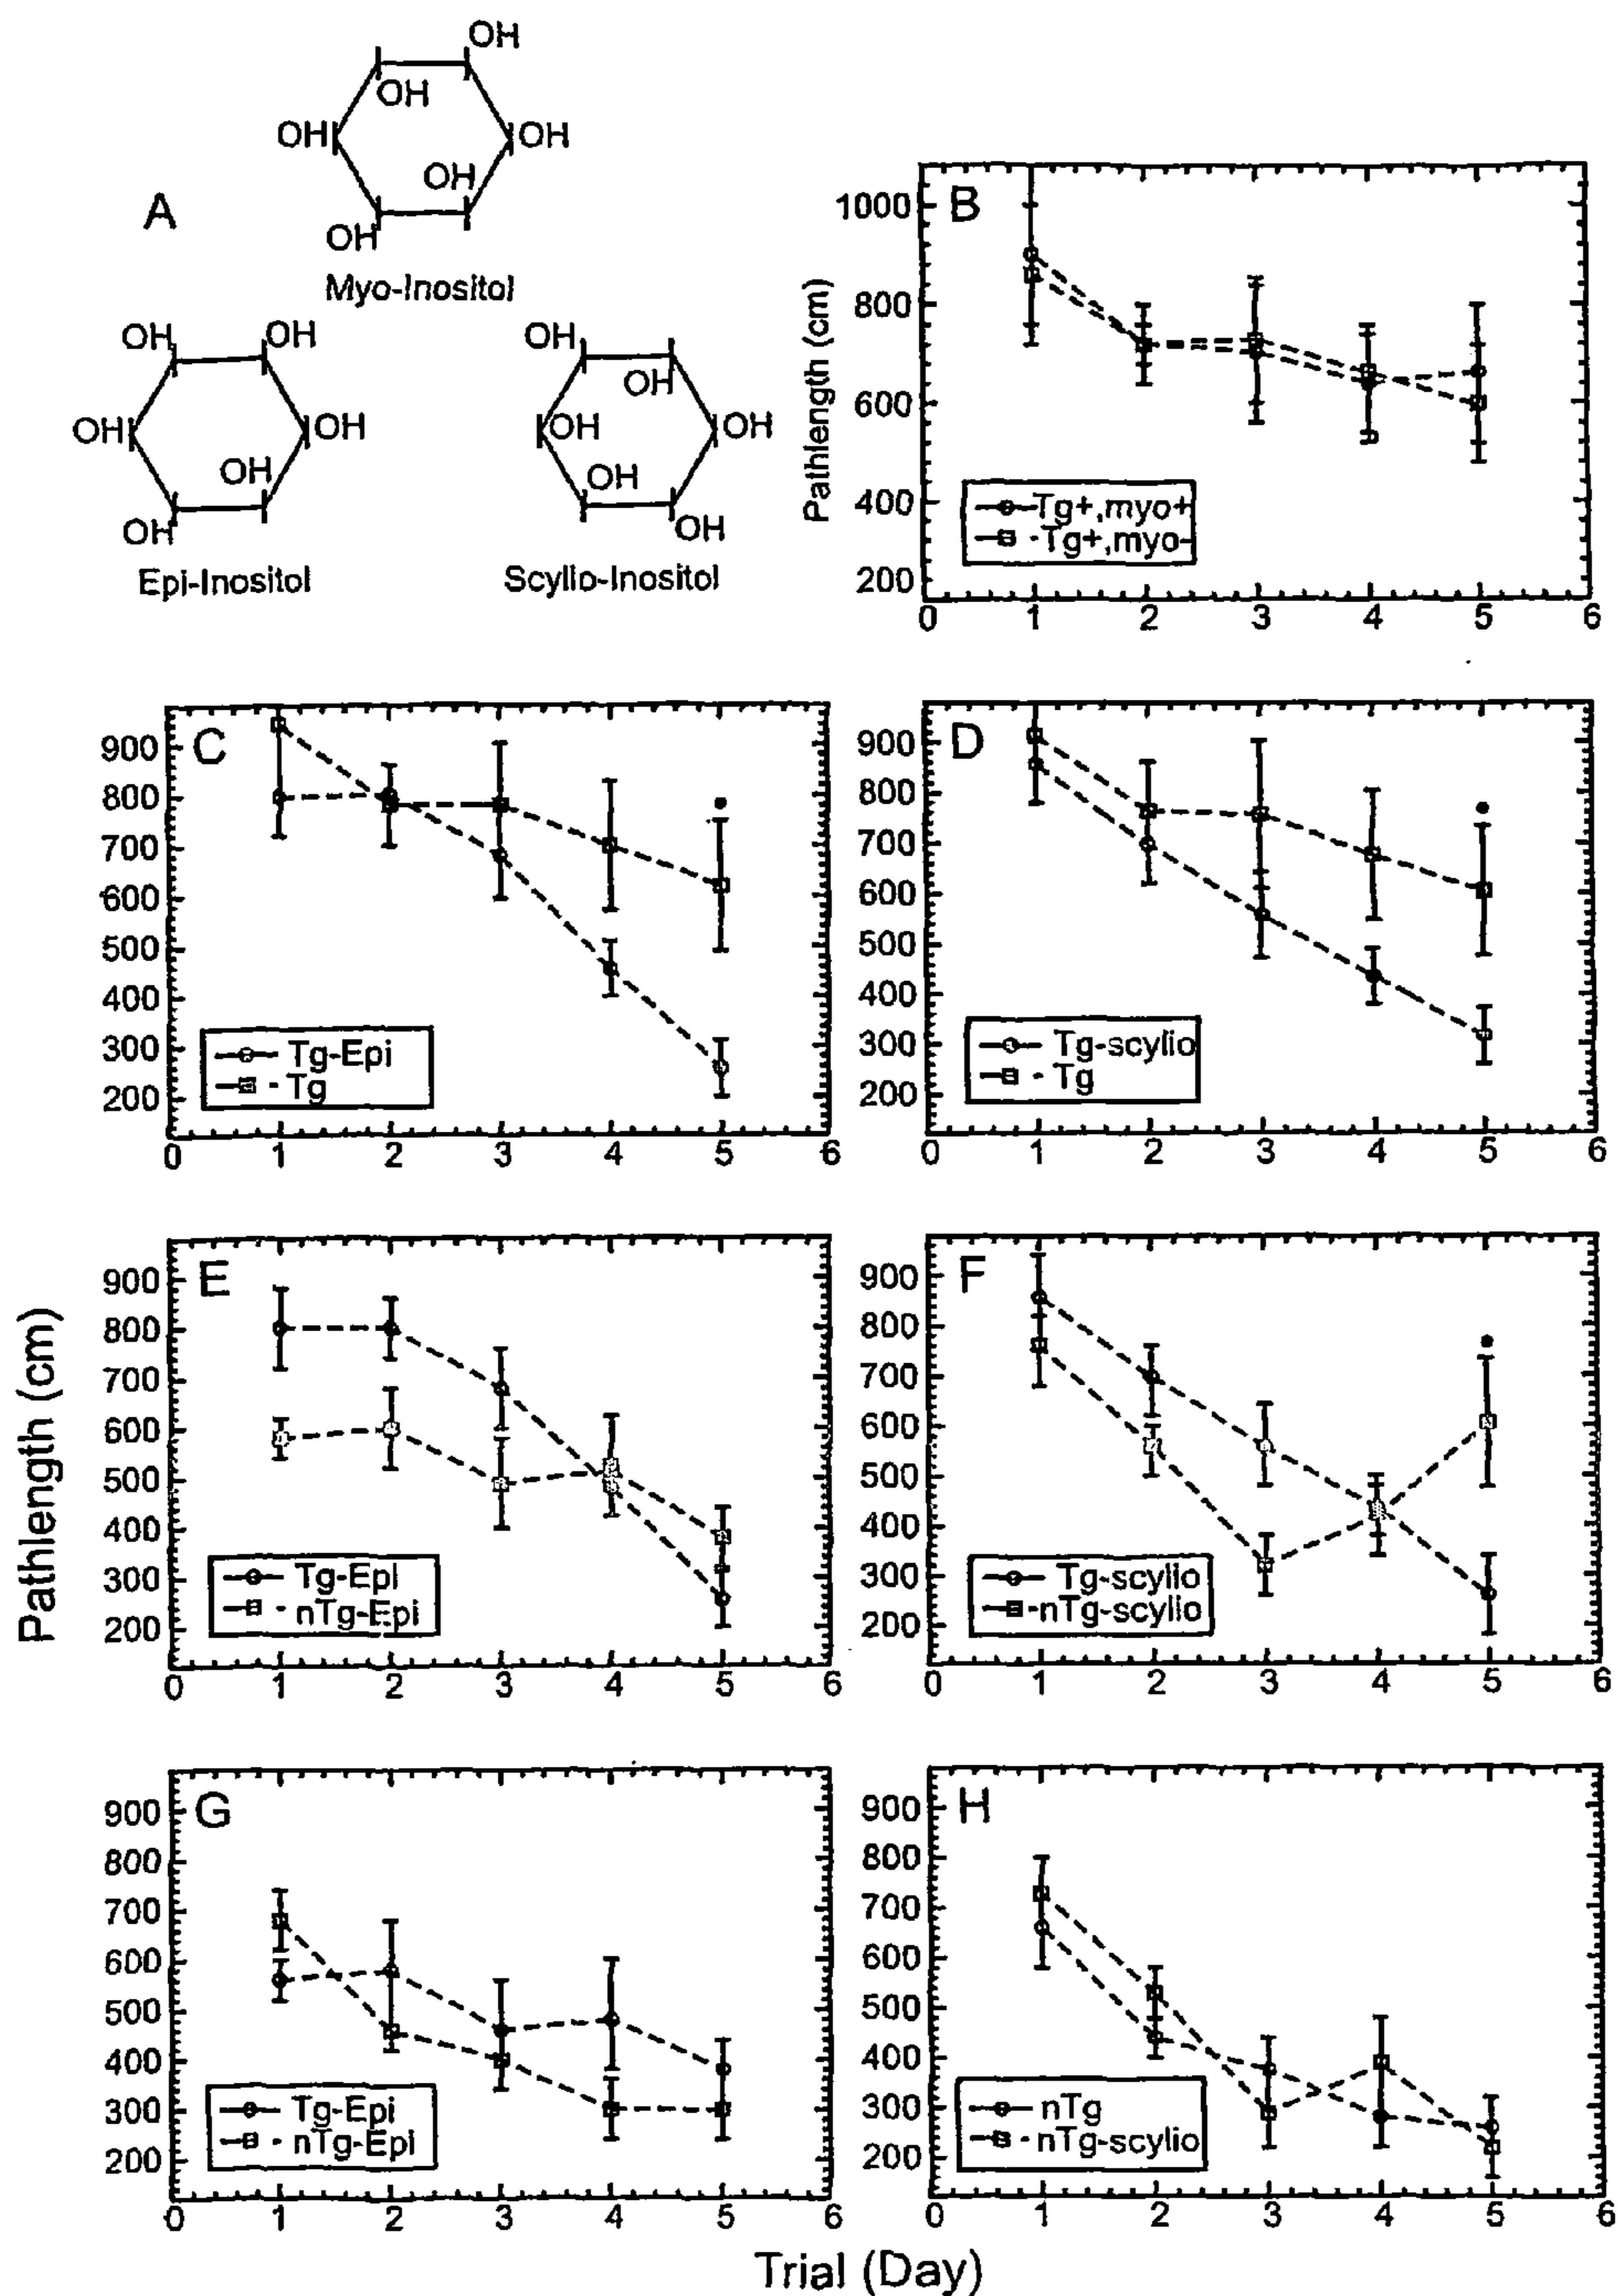 A
OH
OH
OH
OH
OH
OH
Myo-Inositol
OH
OH
OH
OH
OH
OH
Epi-Inositol
OH
OH
OH
OH
OH
OH
Scyllo-Inositol
B
Pathlength (cm)
1000
800
600
400
200
Tg+,myo+
Tg+,myo-
0 1 2 3 4 5 6
C
900
800
700
600
500
400
300
200
Tg-Epi
Tg
0 1 2 3 4 5 6
D
900
800
700
600
500
400
300
200
Tg-scylio
Tg
0 1 2 3 4 5 6
Pathlength (cm)
E
900
800
700
600
500
400
300
200
Tg-Epi
nTg-Epi
0 1 2 3 4 5 6
F
900
800
700
600
500
400
300
200
Tg-scylio
nTg-scylio
0 1 2 3 4 5 6
G
900
800
700
600
500
400
300
200
Tg-Epi
nTg-Epi
0 1 2 3 4 5 6
H
900
800
700
600
500
400
300
200
nTg
nTg-scylio
0 1 2 3 4 5 6
Trial (Day)